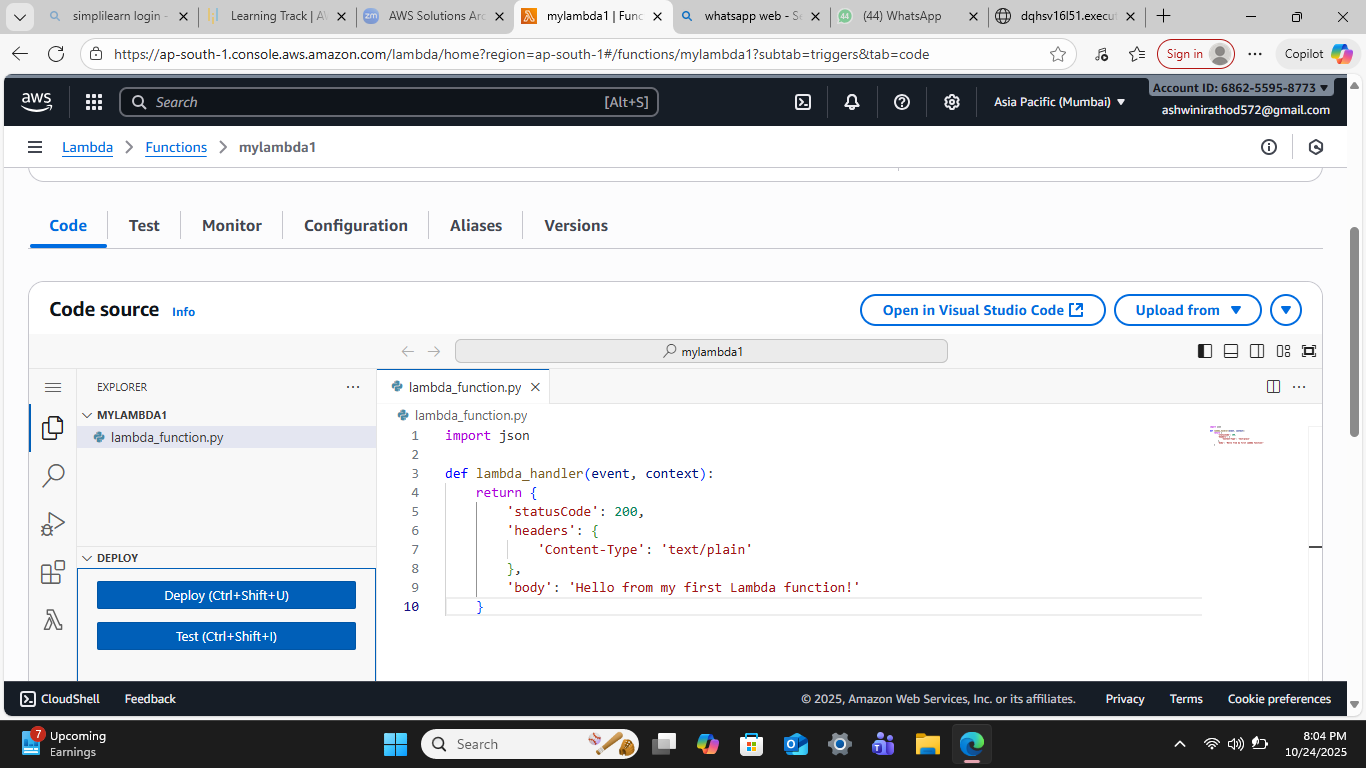 simplilearn login -
Learning Track | A
AWS Solutions Arc
mylambda1 | Func
whatsapp web - Se
(44) WhatsApp
dqhsv16l51.execut
https://ap-south-1.console.aws.amazon.com/lambda/home?region=ap-south-1#/functions/mylambda1?subtab=triggers&tab=code
Sign in
Copilot
aws
Search
[Alt+S]
Asia Pacific (Mumbai)
Account ID: 6862-5595-8773
ashwinirathod572@gmail.com
Lambda
Functions
mylambda1
Code
Test
Monitor
Configuration
Aliases
Versions
Code source
Info
Open in Visual Studio Code
Upload from
mylambda1
EXPLORER
MYLAMBDA1
lambda_function.py
DEPLOY
Deploy (Ctrl+Shift+U)
Test (Ctrl+Shift+I)
lambda_function.py
lambda_function.py
1 import json
2
3 def lambda_handler(event, context):
4 return {
5 'statusCode': 200,
6 'headers': {
7 'Content-Type': 'text/plain'
8 },
9 'body': 'Hello from my first Lambda function!'
10 }
CloudShell
Feedback
© 2025, Amazon Web Services, Inc. or its affiliates.
Privacy
Terms
Cookie preferences
7
Upcoming
Earnings
Search
8:04 PM
10/24/2025